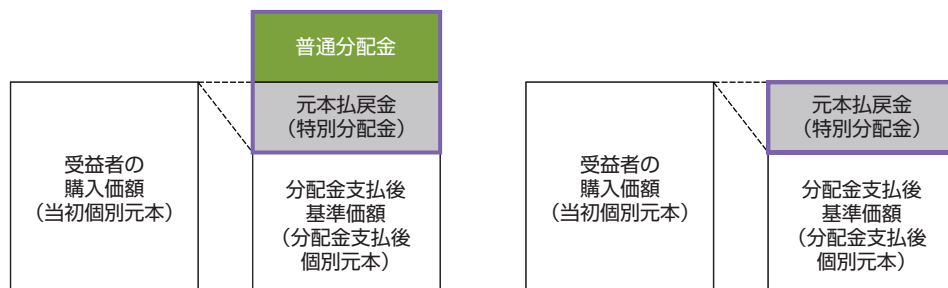 普通分配金
元本払戻金
（特別分配金）
受益者の
購入価額
（当初個別元本）
分配金支払後
基準価額
（分配金支払後
個別元本）
元本払戻金
（特別分配金）
受益者の
購入価額
（当初個別元本）
分配金支払後
基準価額
（分配金支払後
個別元本）